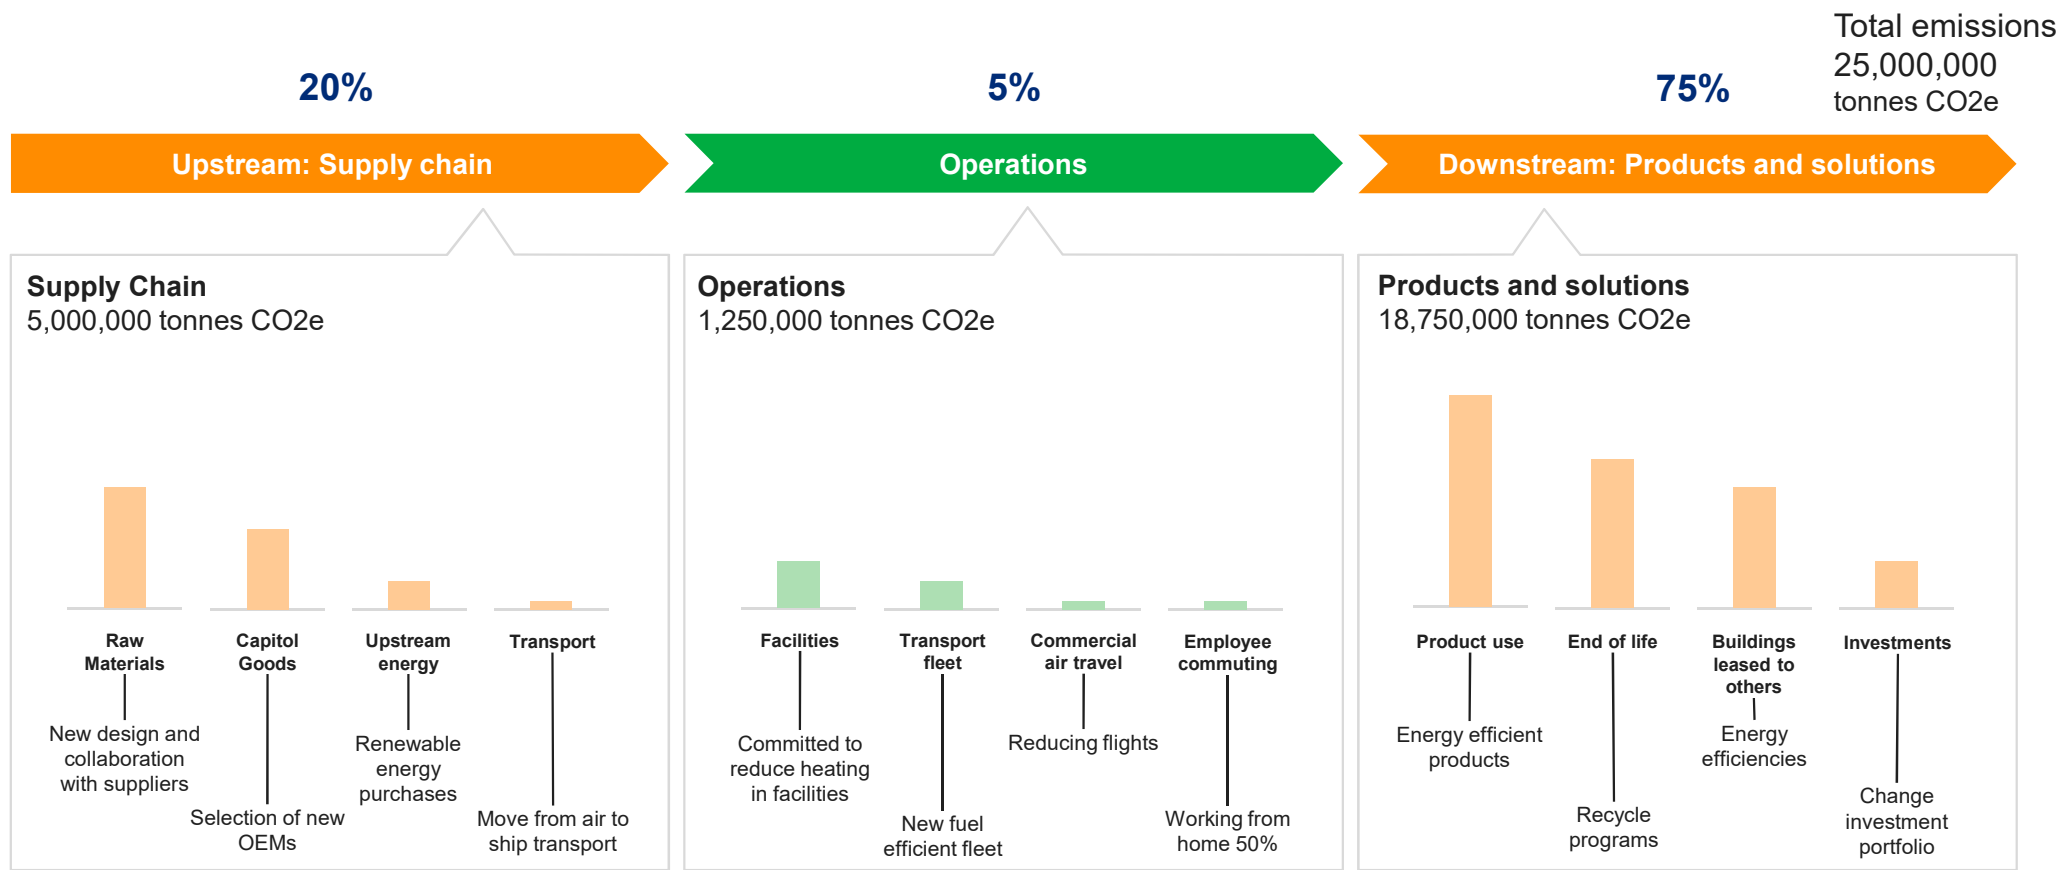 Total emissions
25,000,000
tonnes CO2e
20%
5%
75%
Upstream: Supply chain
Operations
Downstream: Products and solutions
Supply Chain
5,000,000 tonnes CO2e
Raw
Materials
Capitol
Goods
Upstream
energy
Transport
New design and
collaboration
with suppliers
Selection of new
OEMs
Renewable
energy
purchases
Move from air to
ship transport
Operations
1,250,000 tonnes CO2e
Facilities
Transport
fleet
Commercial
air travel
Employee
commuting
Committed to
reduce heating
in facilities
New fuel
efficient fleet
Reducing flights
Working from
home 50%
Products and solutions
18,750,000 tonnes CO2e
Product use
End of life
Buildings
leased to
others
Investments
Energy efficient
products
Recycle
programs
Energy
efficiencies
Change
investment
portfolio